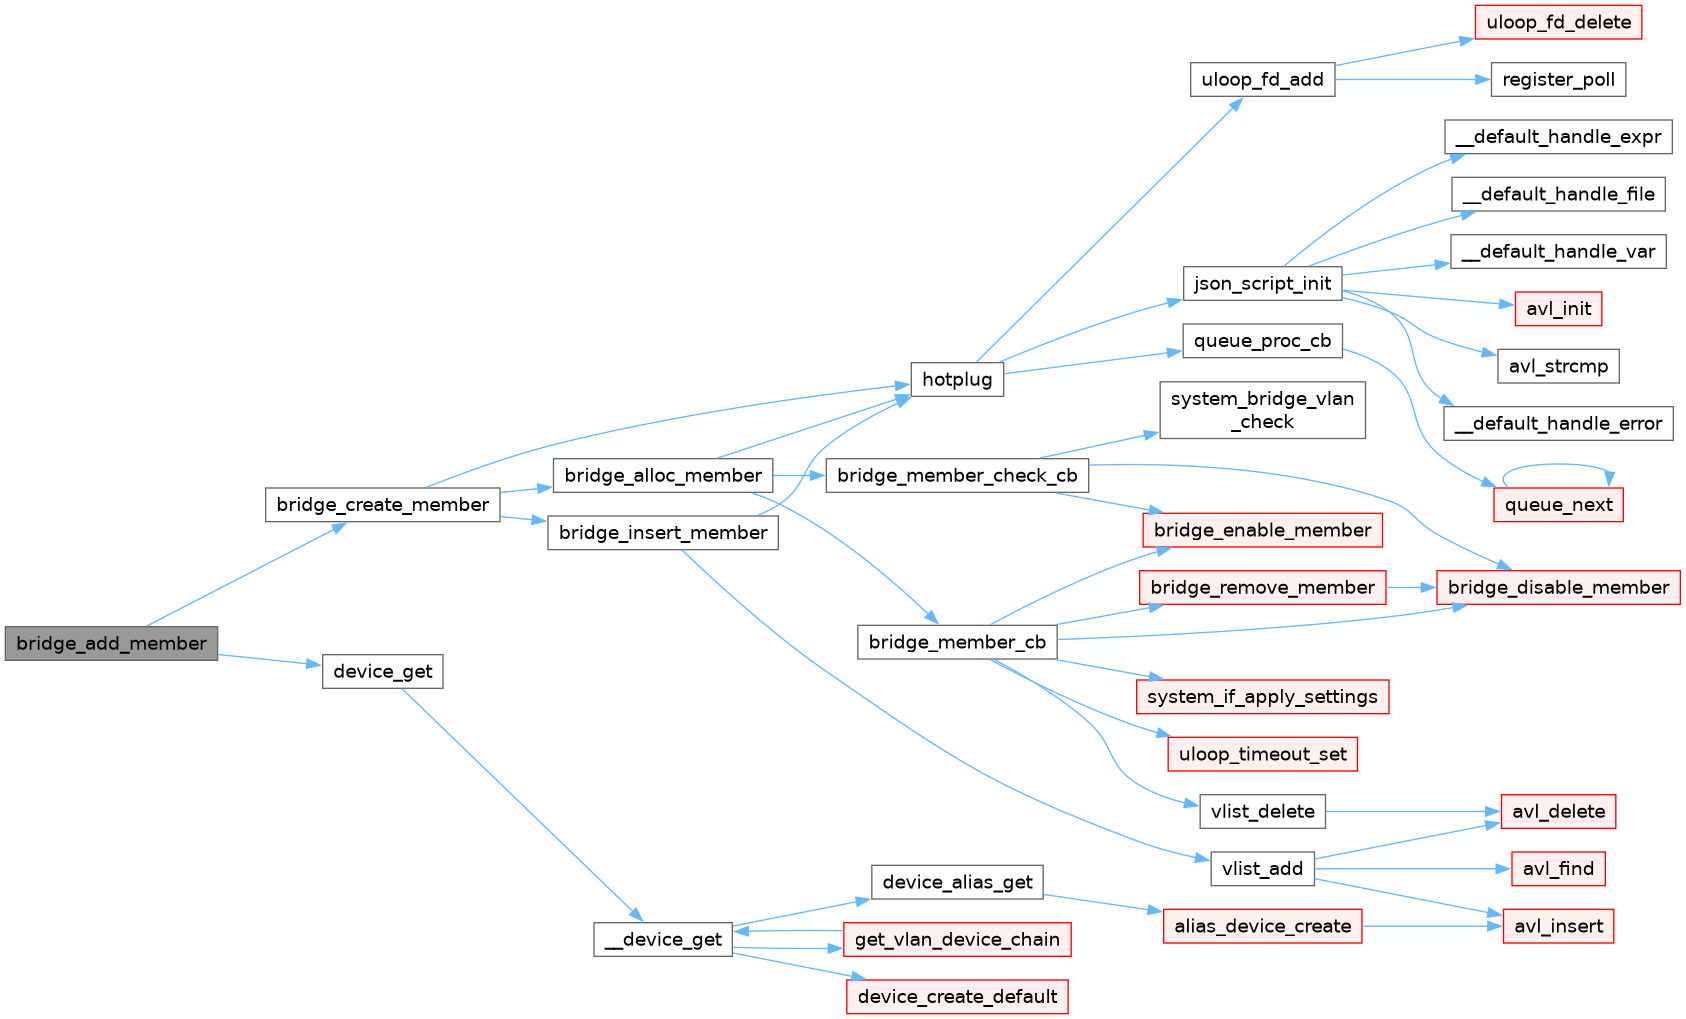 uloop_fd_delete
uloop_fd_add
register_poll
__default_handle_expr
__default_handle_file
__default_handle_var
json_script_init
avl_init
queue_proc_cb
avl_strcmp
hotplug
system_bridge_vlan
_check
__default_handle_error
bridge_alloc_member
bridge_member_check_cb
bridge_create_member
queue_next
bridge_insert_member
bridge_enable_member
bridge_remove_member
bridge_disable_member
bridge_add_member
bridge_member_cb
device_get
system_if_apply_settings
uloop_timeout_set
vlist_delete
avl_delete
vlist_add
avl_find
device_alias_get
alias_device_create
avl_insert
__device_get
get_vlan_device_chain
device_create_default